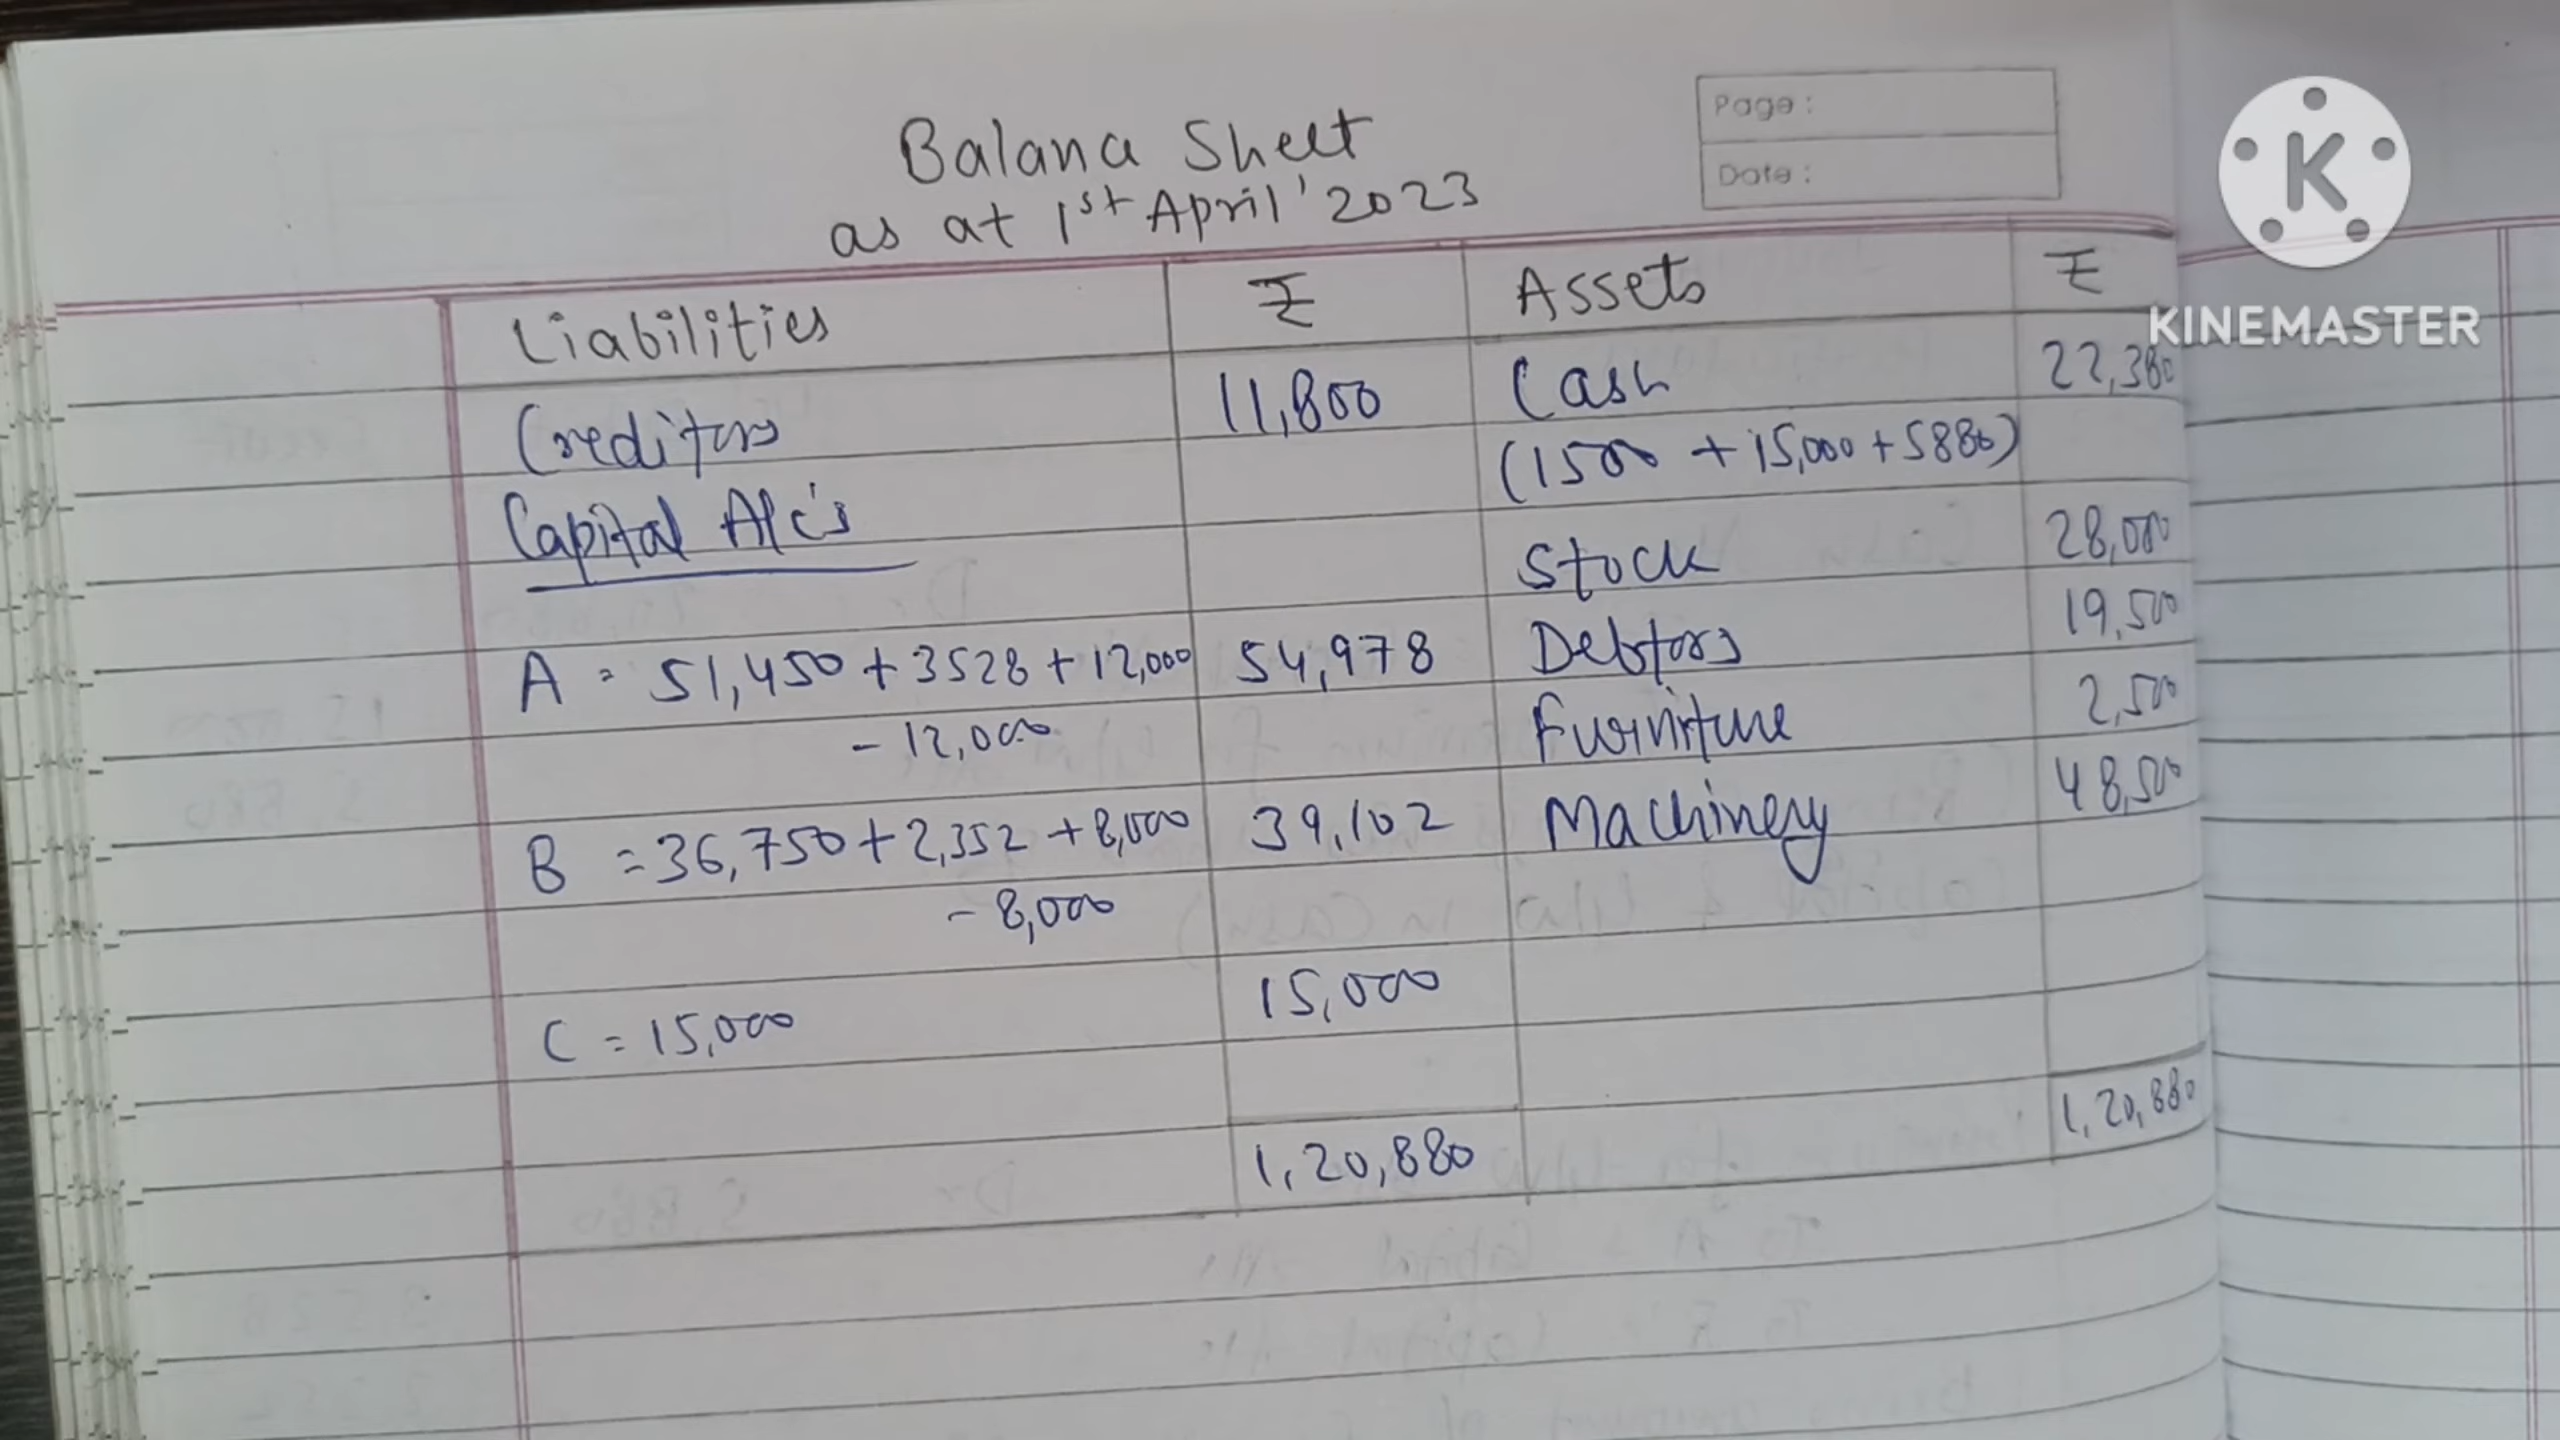 Balance Sheet
as at 1st April' 2023
Page :
Date :
K
KINEMASTER
Liabilities ₹ Assets ₹
Creditors 11,800 Cash 22,380
Capital A/c's (1500 + 15,000 + 5880)
Stock 28,000
A = 51,450 + 3528 + 12,000 54,978 Debtors 19,500
- 12,000 Furniture 2,500
B = 36,750 + 2,352 + 8,000 39,102 Machinery 48,500
- 8,000
C = 15,000 15,000
1,20,880 1,20,880